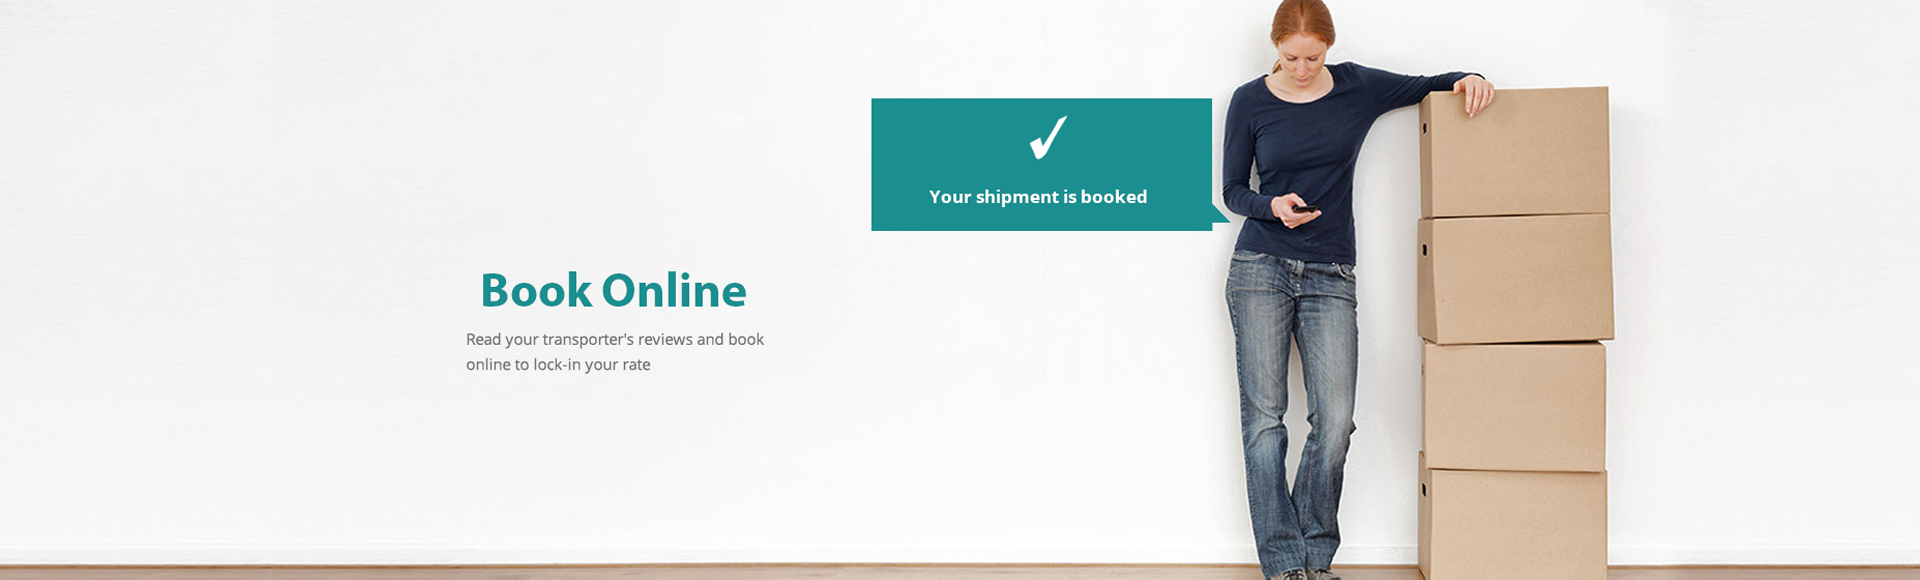 Your shipment is booked
Book Online
Read your transporter's reviews and book
online to lock-in your rate